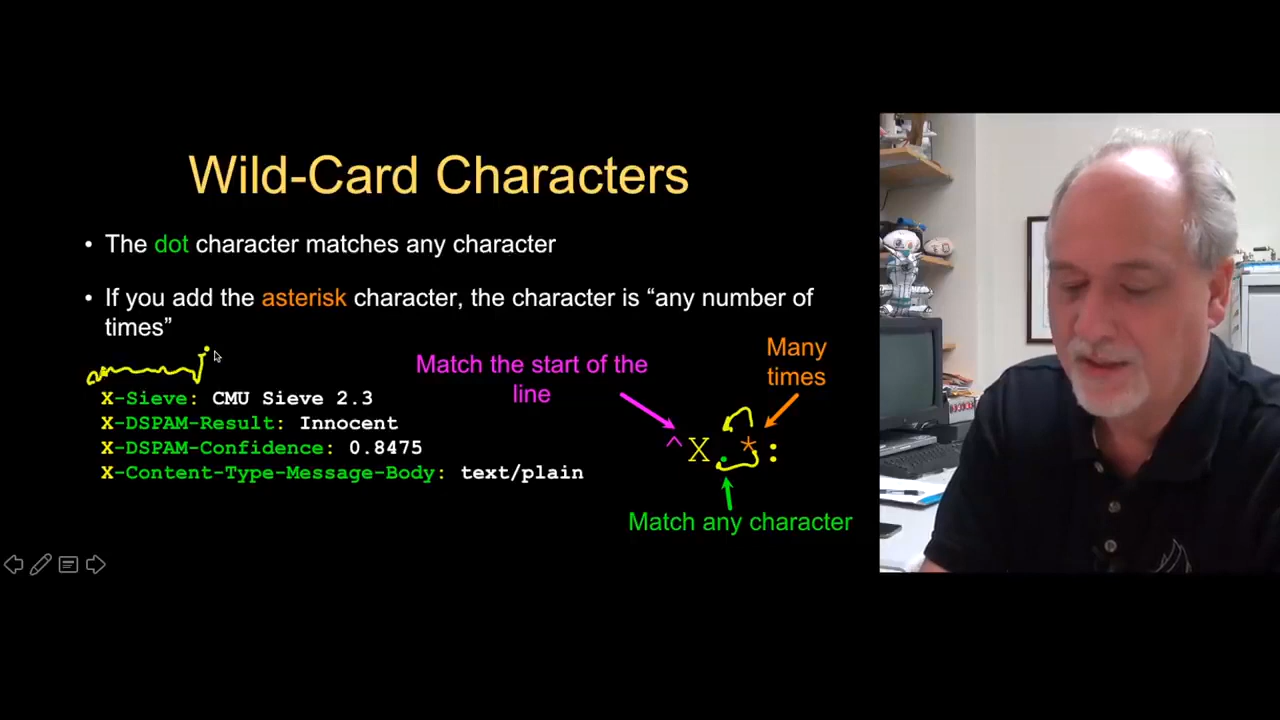 Wild-Card Characters
• The dot character matches any character
• If you add the asterisk character, the character is “any number of
times”
X-Sieve: CMU Sieve 2.3
X-DSPAM-Result: Innocent
X-DSPAM-Confidence: 0.8475
X-Content-Type-Message-Body: text/plain
Match the start of the
line
Many
times
^X.*:
Match any character